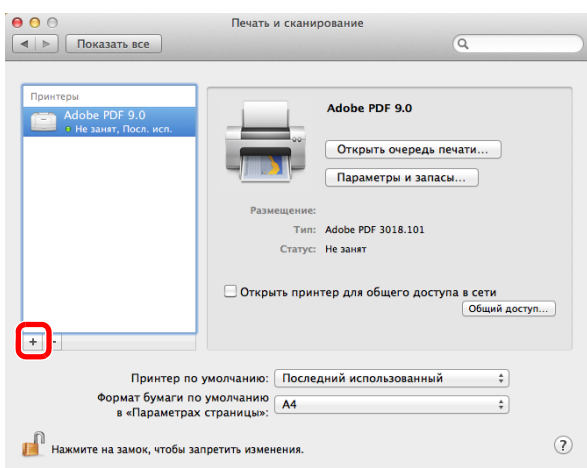 Печать и сканирование
Показать все
Принтеры
Adobe PDF 9.0
Не занят, Посл. исп.
Adobe PDF 9.0
Открыть очередь печати...
Параметры и запасы...
Размещение:
Тип: Adobe PDF 3018.101
Статус: Не занят
Открыть принтер для общего доступа в сети
Общий доступ...
+ -
Принтер по умолчанию: Последний использованный
Формат бумаги по умолчанию
в «Параметрах страницы»: A4
Нажмите на замок, чтобы запретить изменения.
?